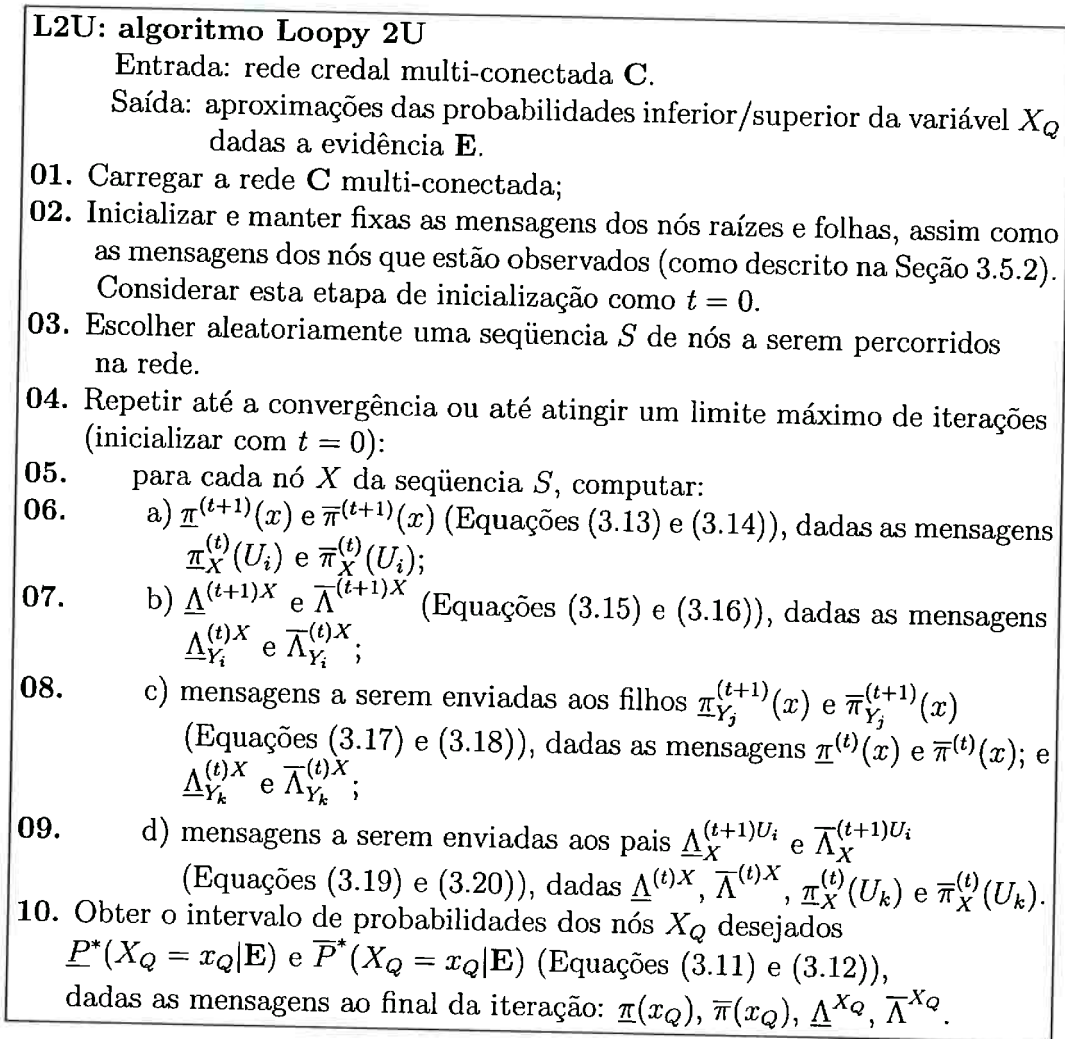 L2U: algoritmo Loopy 2U
Entrada: rede credal multi-conectada C.
Saída: aproximações das probabilidades inferior/superior da variável X_Q
dadas a evidência E.
01. Carregar a rede C multi-conectada;
02. Inicializar e manter fixas as mensagens dos nós raízes e folhas, assim como
as mensagens dos nós que estão observados (como descrito na Seção 3.5.2).
Considerar esta etapa de inicialização como t = 0.
03. Escolher aleatoriamente uma seqüencia S de nós a serem percorridos
na rede.
04. Repetir até a convergência ou até atingir um limite máximo de iterações
(inicializar com t = 0):
05. para cada nó X da seqüencia S, computar:
06. a) π̲^{(t+1)}(x) e π̅^{(t+1)}(x) (Equações (3.13) e (3.14)), dadas as mensagens
π̲_X^{(t)}(U_i) e π̅_X^{(t)}(U_i);
07. b) Λ̲^{(t+1)X} e Λ̅^{(t+1)X} (Equações (3.15) e (3.16)), dadas as mensagens
Λ̲_{Y_i}^{(t)X} e Λ̅_{Y_i}^{(t)X};
08. c) mensagens a serem enviadas aos filhos π̲_{Y_j}^{(t+1)}(x) e π̅_{Y_j}^{(t+1)}(x)
(Equações (3.17) e (3.18)), dadas as mensagens π̲^{(t)}(x) e π̅^{(t)}(x); e
Λ̲_{Y_k}^{(t)X} e Λ̅_{Y_k}^{(t)X};
09. d) mensagens a serem enviadas aos pais Λ̲_X^{(t+1)U_i} e Λ̅_X^{(t+1)U_i}
(Equações (3.19) e (3.20)), dadas Λ̲^{(t)X}, Λ̅^{(t)X}, π̲_X^{(t)}(U_k) e π̅_X^{(t)}(U_k).
10. Obter o intervalo de probabilidades dos nós X_Q desejados
P̲*(X_Q = x_Q|E) e P̅*(X_Q = x_Q|E) (Equações (3.11) e (3.12)),
dadas as mensagens ao final da iteração: π̲(x_Q), π̅(x_Q), Λ̲^{X_Q}, Λ̅^{X_Q}.